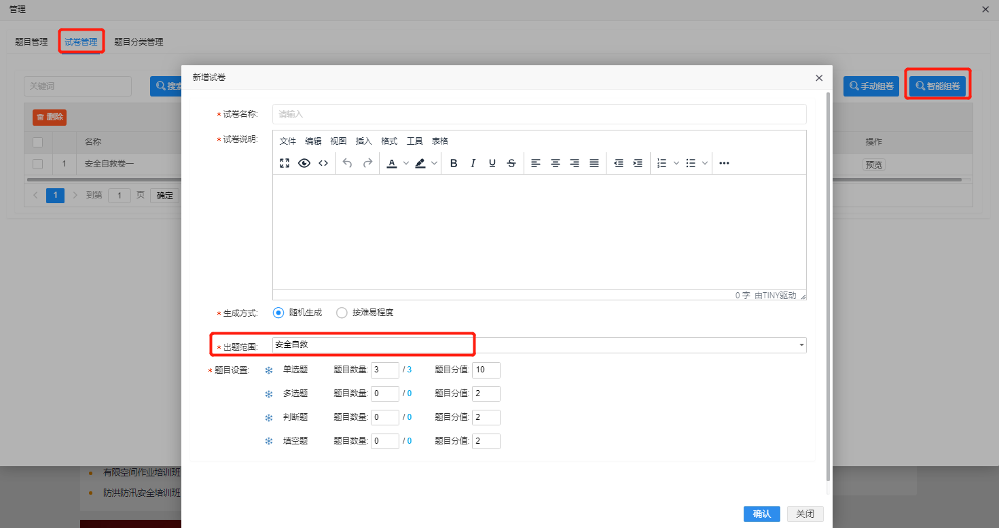 管理
题目管理 试卷管理 题目分类管理
关键词 搜索 手动组卷 智能组卷
删除
名称 操作
1 安全自救卷一 预览
1 到第 1 页 确定
新增试卷
* 试卷名称: 请输入
* 试卷说明: 文件 编辑 视图 插入 格式 工具 表格
0 字 由TINY驱动
* 生成方式: 随机生成 按难易程度
* 出题范围: 安全自救
* 题目设置: 单选题 题目数量: 3 / 3 题目分值: 10
多选题 题目数量: 0 / 0 题目分值: 2
判断题 题目数量: 0 / 0 题目分值: 2
填空题 题目数量: 0 / 0 题目分值: 2
有限空间作业培训班
防洪防汛安全培训班
确认 关闭